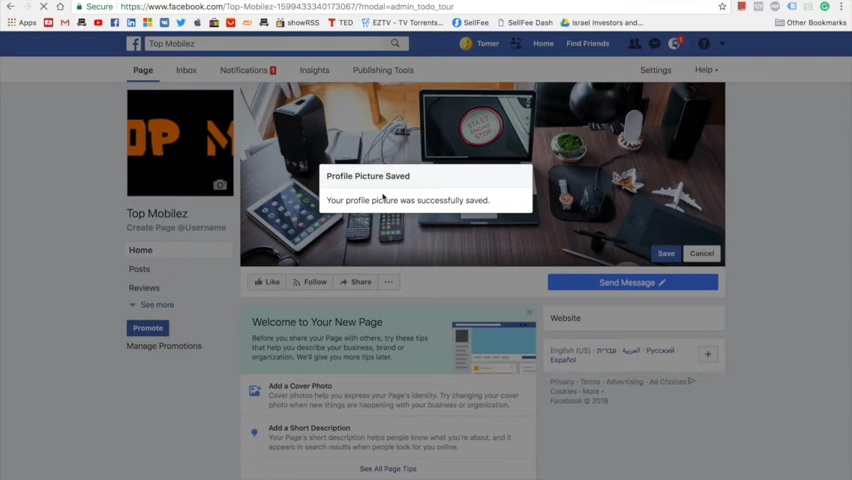 Secure https://www.facebook.com/Top-Mobilez-1599433340173067/?modal=admin_todo_tour
Apps showRSS TED EZTV - TV Torrents... SellFee SellFee Dash Israel Investors and... Other Bookmarks
Top Mobilez Tomer Home Find Friends
Page Inbox Notifications 1 Insights Publishing Tools Settings Help
OP M
START ENGINE STOP
Profile Picture Saved
Your profile picture was successfully saved.
Top Mobilez
Create Page @Username
Save Cancel
Home
Posts
Reviews
See more
Promote
Manage Promotions
Like Follow Share ... Send Message
Welcome to Your New Page
Before you share your Page with others, try these tips
that help you describe your business, brand or
organization. We'll give you more tips later.
Add a Cover Photo
Cover photos help you express your Page's identity. Try changing your cover
photo when new things are happening with your business or organization.
Add a Short Description
Your Page's short description helps people know what you're about, and it
appears in search results when people look for you online.
See All Page Tips
Website
English (US) · עברית · العربية · Русский ·
Español
Privacy · Terms · Advertising · Ad Choices
Cookies · More
Facebook © 2018